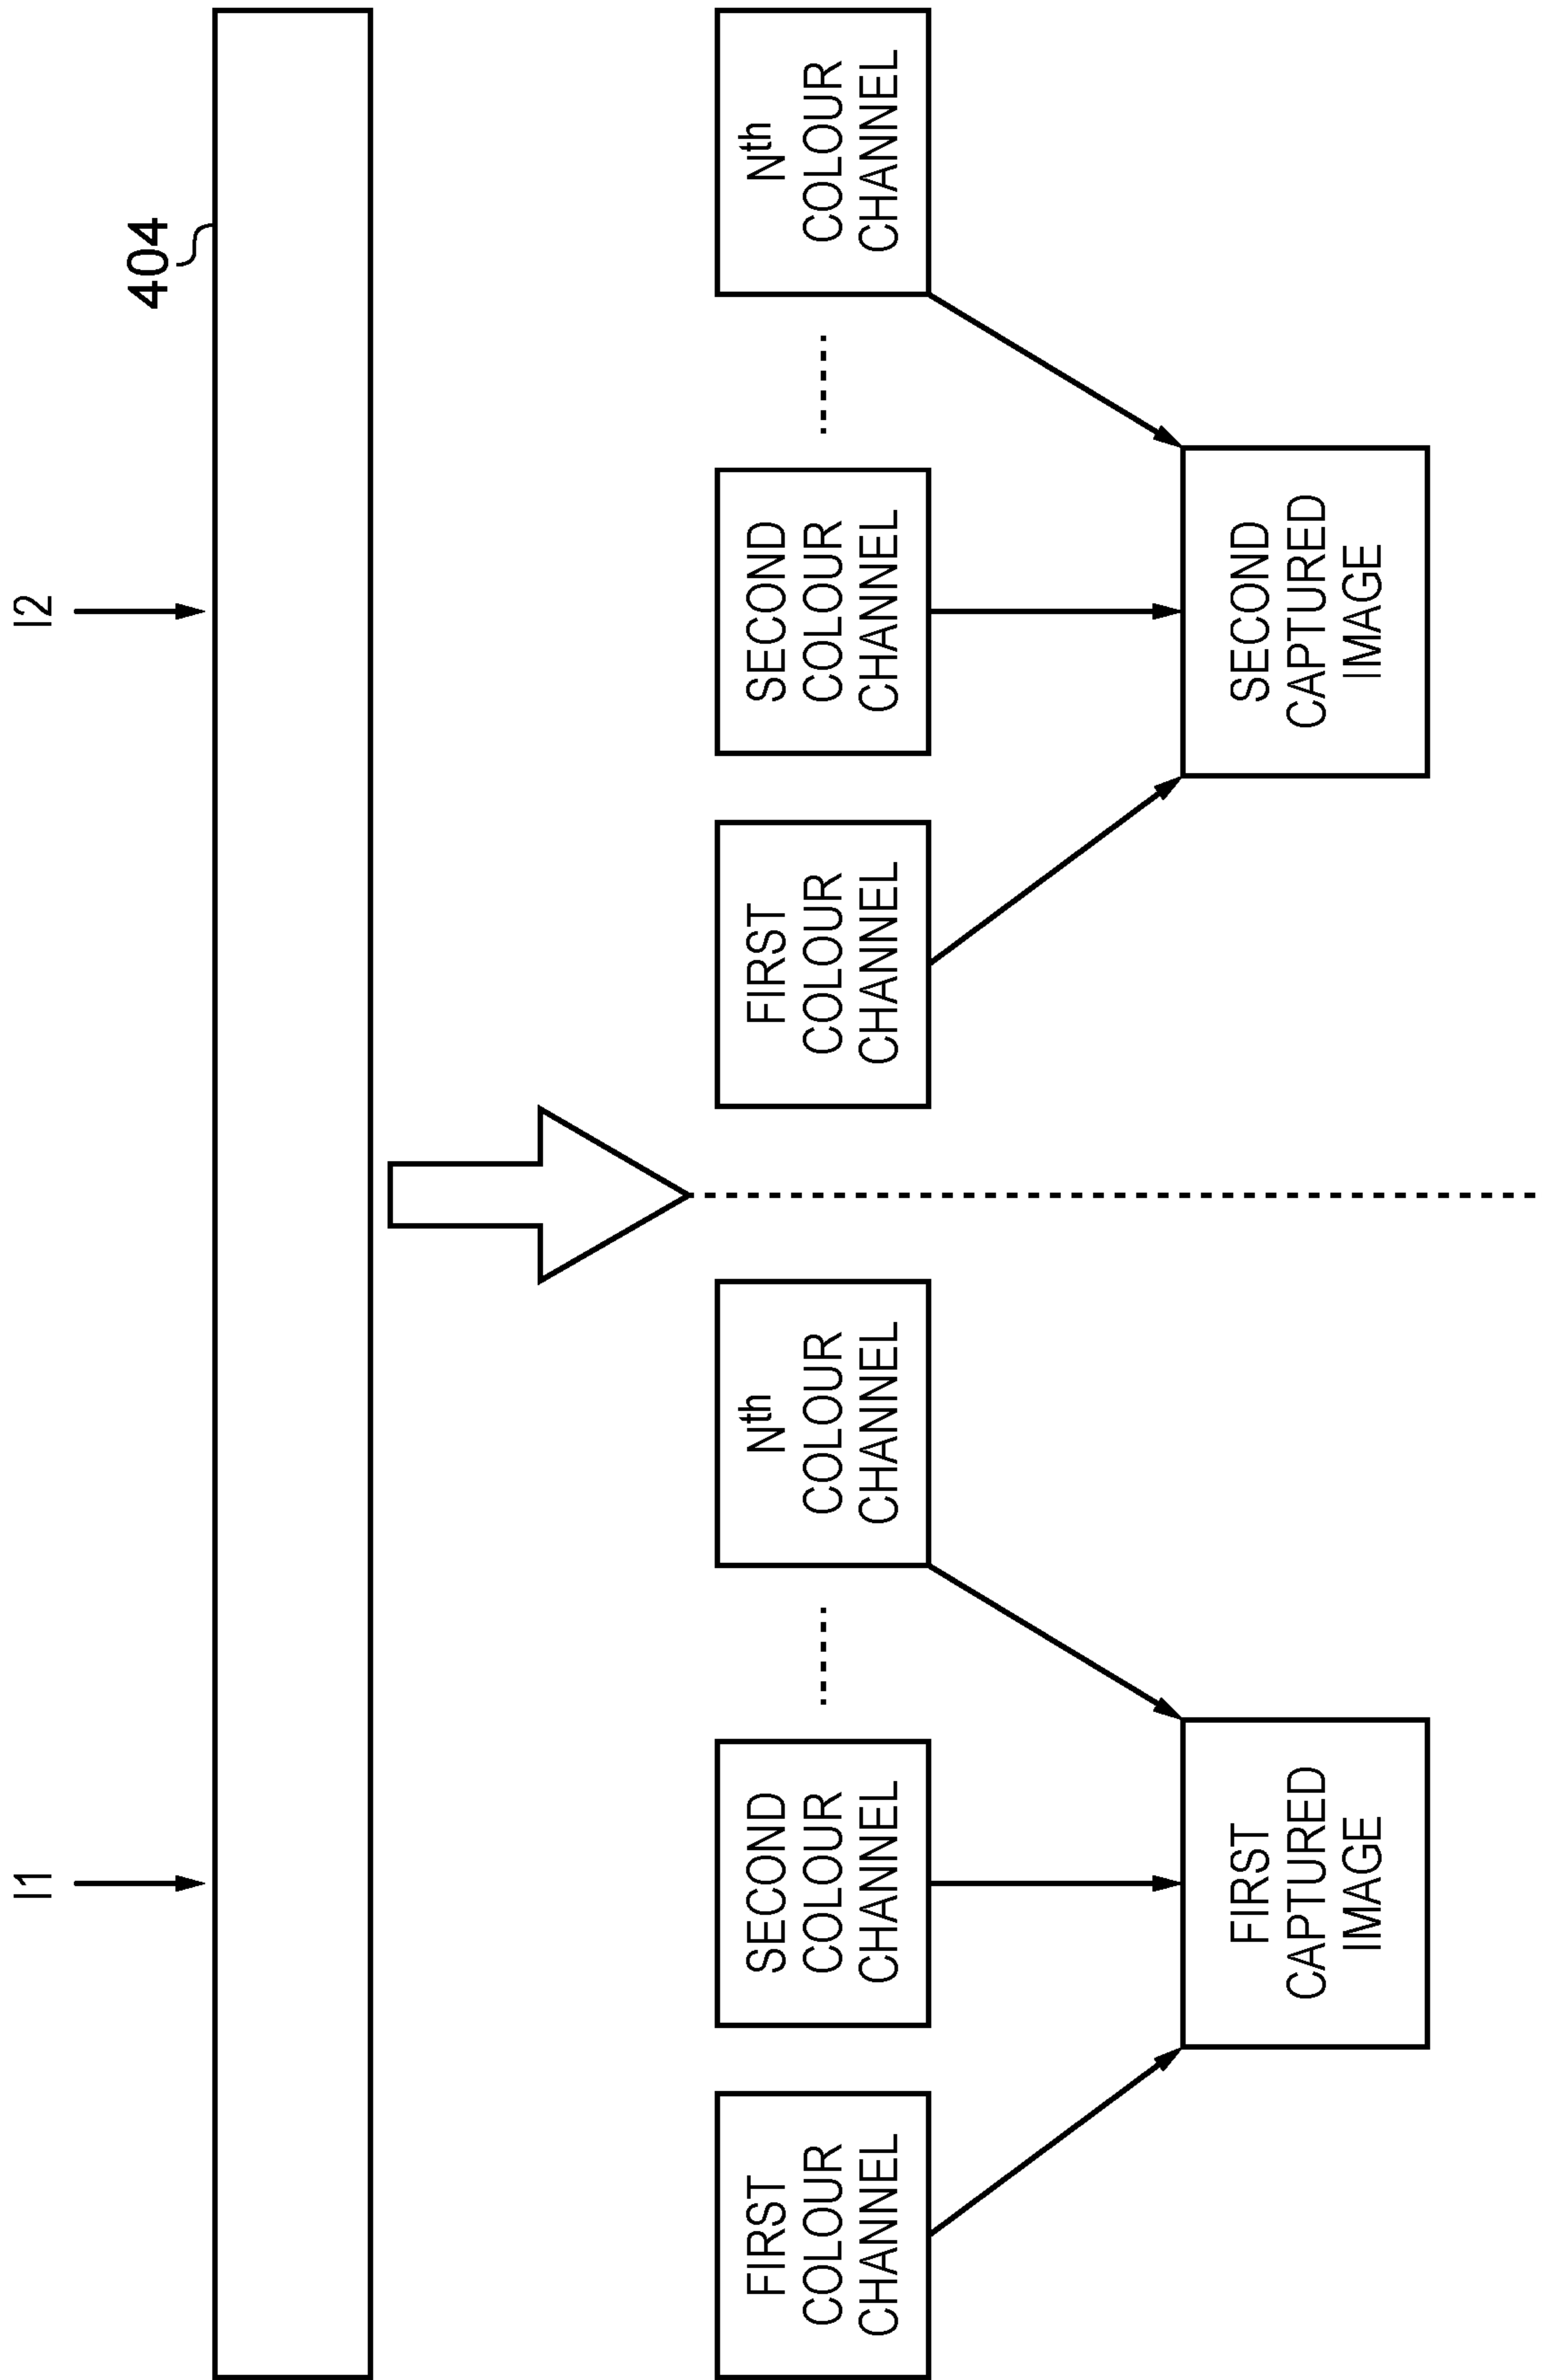 I1
I2
404
FIRST
COLOUR
CHANNEL
SECOND
COLOUR
CHANNEL
Nth
COLOUR
CHANNEL
FIRST
COLOUR
CHANNEL
SECOND
COLOUR
CHANNEL
Nth
COLOUR
CHANNEL
FIRST
CAPTURED
IMAGE
SECOND
CAPTURED
IMAGE